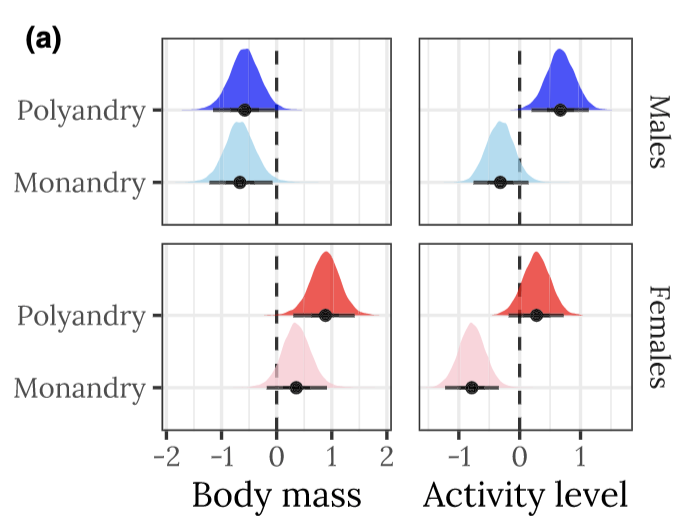 (a)
Polyandry
Monandry
Males
Polyandry
Monandry
Females
-2 -1 0 1 2
-1 0 1
Body mass
Activity level